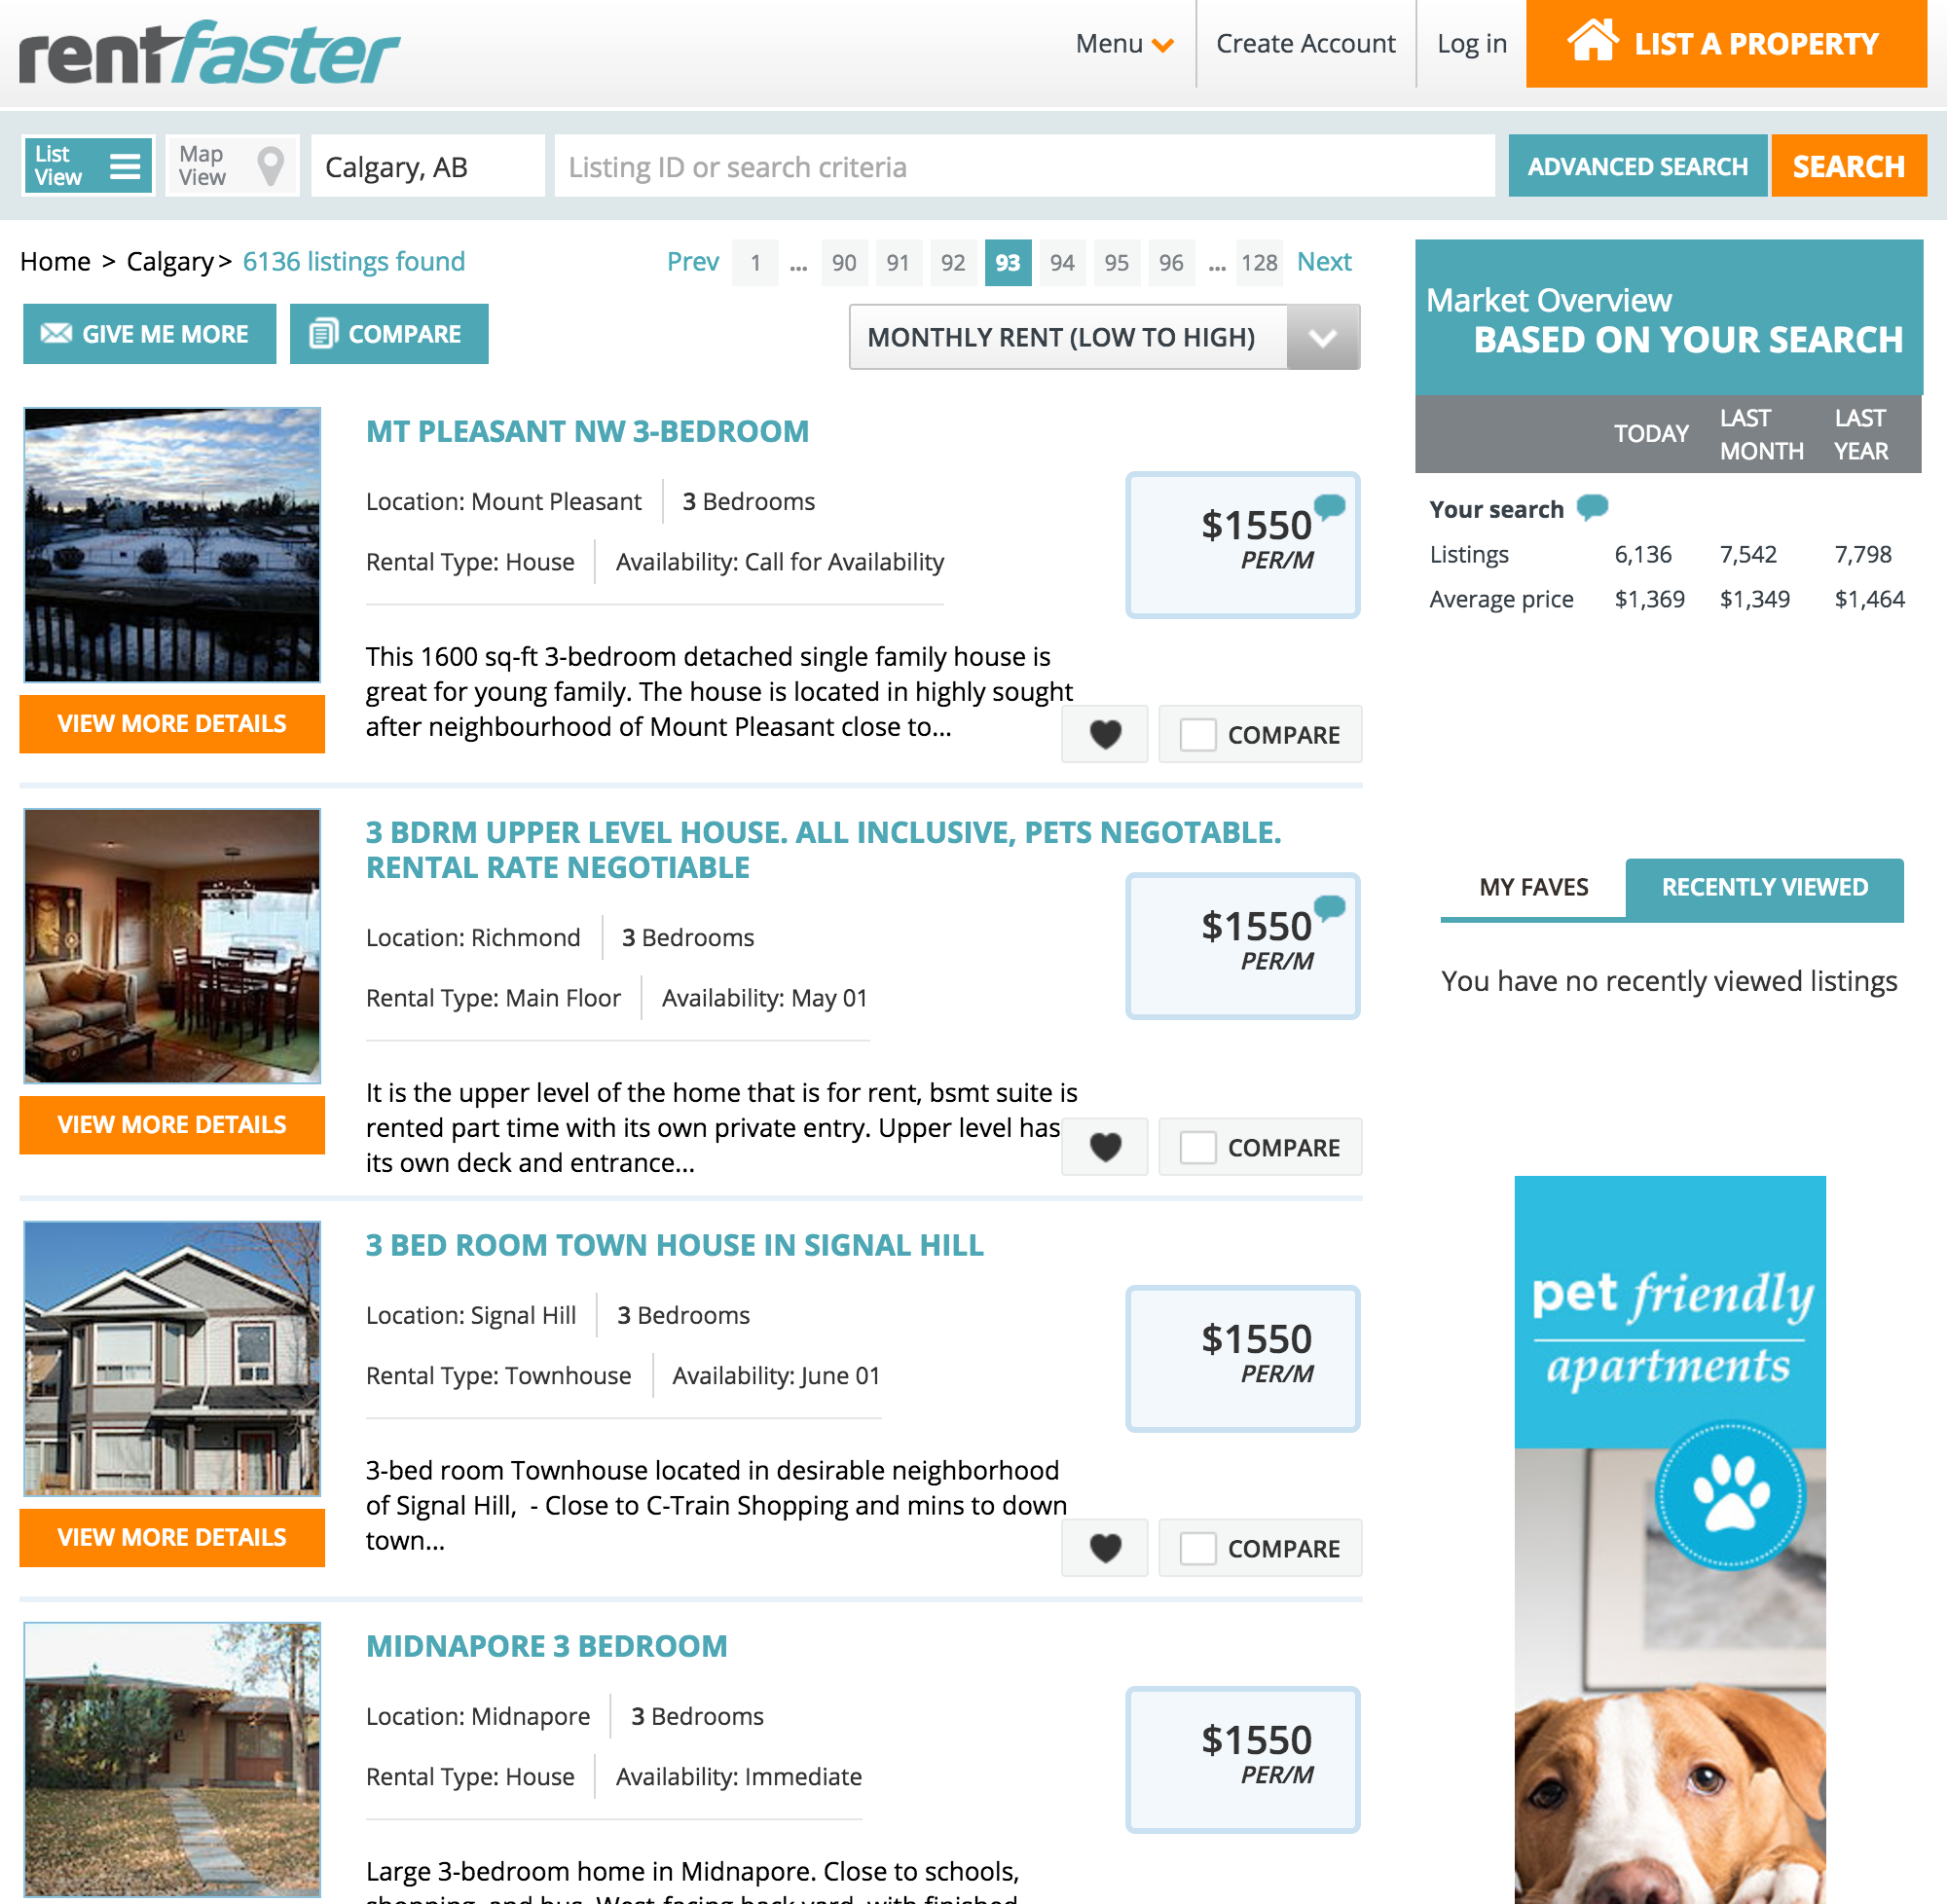 rentfaster
Menu
Create Account
Log in
LIST A PROPERTY
List
View
Map
View
Calgary, AB
Listing ID or search criteria
ADVANCED SEARCH
SEARCH
Home > Calgary > 6136 listings found
Prev 1 ... 90 91 92 93 94 95 96 ... 128 Next
GIVE ME MORE
COMPARE
MONTHLY RENT (LOW TO HIGH)
MT PLEASANT NW 3-BEDROOM
Location: Mount Pleasant 3 Bedrooms
Rental Type: House Availability: Call for Availability
$1550
PER/M
This 1600 sq-ft 3-bedroom detached single family house is
great for young family. The house is located in highly sought
after neighbourhood of Mount Pleasant close to...
VIEW MORE DETAILS
COMPARE
3 BDRM UPPER LEVEL HOUSE. ALL INCLUSIVE, PETS NEGOTABLE.
RENTAL RATE NEGOTIABLE
Location: Richmond 3 Bedrooms
Rental Type: Main Floor Availability: May 01
$1550
PER/M
It is the upper level of the home that is for rent, bsmt suite is
rented part time with its own private entry. Upper level has
its own deck and entrance...
VIEW MORE DETAILS
COMPARE
3 BED ROOM TOWN HOUSE IN SIGNAL HILL
Location: Signal Hill 3 Bedrooms
Rental Type: Townhouse Availability: June 01
$1550
PER/M
3-bed room Townhouse located in desirable neighborhood
of Signal Hill,  - Close to C-Train Shopping and mins to down
town...
VIEW MORE DETAILS
COMPARE
MIDNAPORE 3 BEDROOM
Location: Midnapore 3 Bedrooms
Rental Type: House Availability: Immediate
$1550
PER/M
Large 3-bedroom home in Midnapore. Close to schools,
shopping, and bus. West facing back yard, with finished
Market Overview
BASED ON YOUR SEARCH
TODAY LAST MONTH LAST YEAR
Your search
Listings 6,136 7,542 7,798
Average price $1,369 $1,349 $1,464
MY FAVES
RECENTLY VIEWED
You have no recently viewed listings
pet friendly
apartments